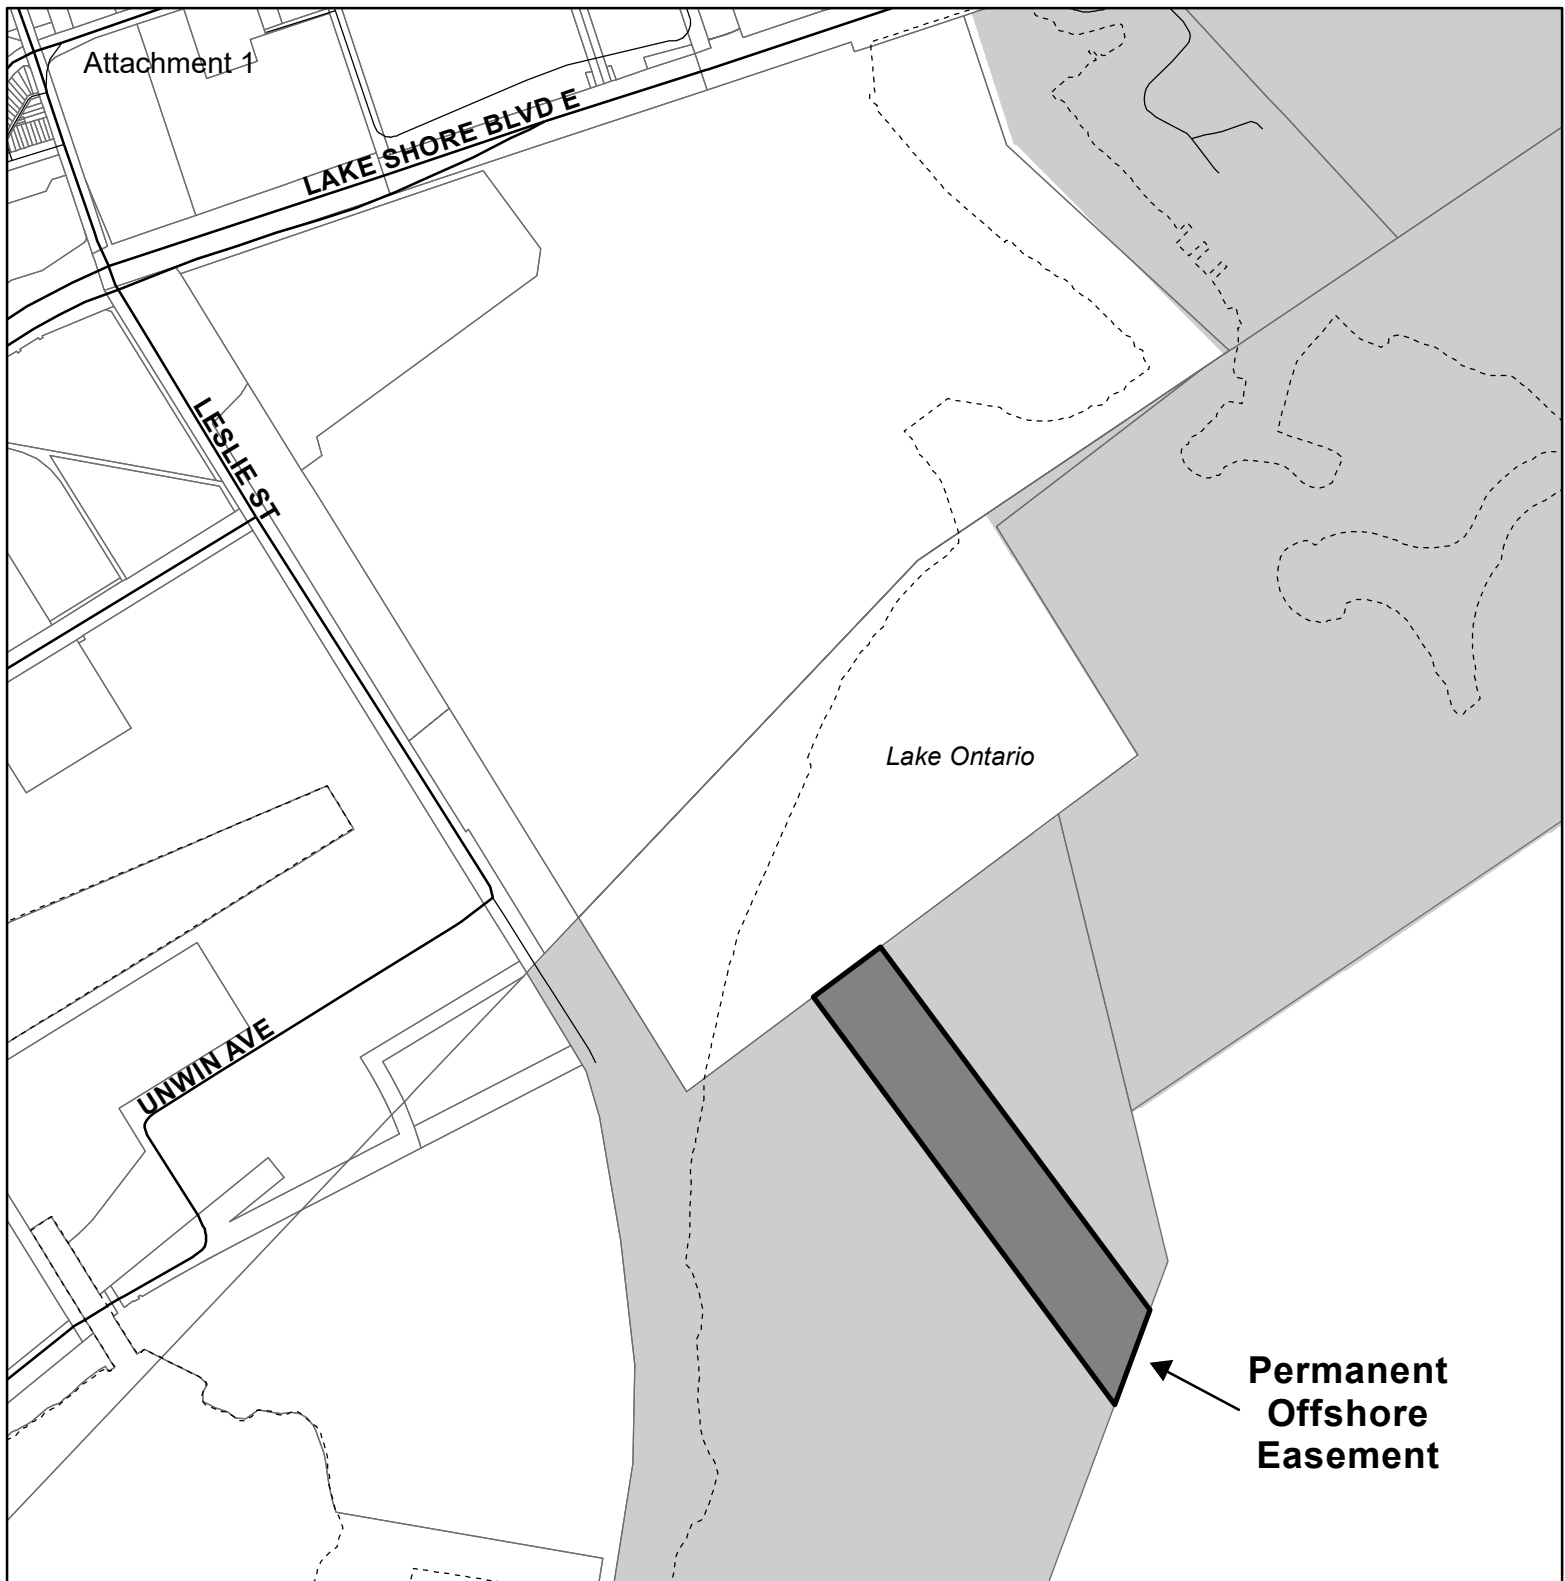 Attachment 1
LAKE SHORE BLVD E
LESLIE ST
Lake Ontario
UNWIN AVE
Permanent
Offshore
Easement